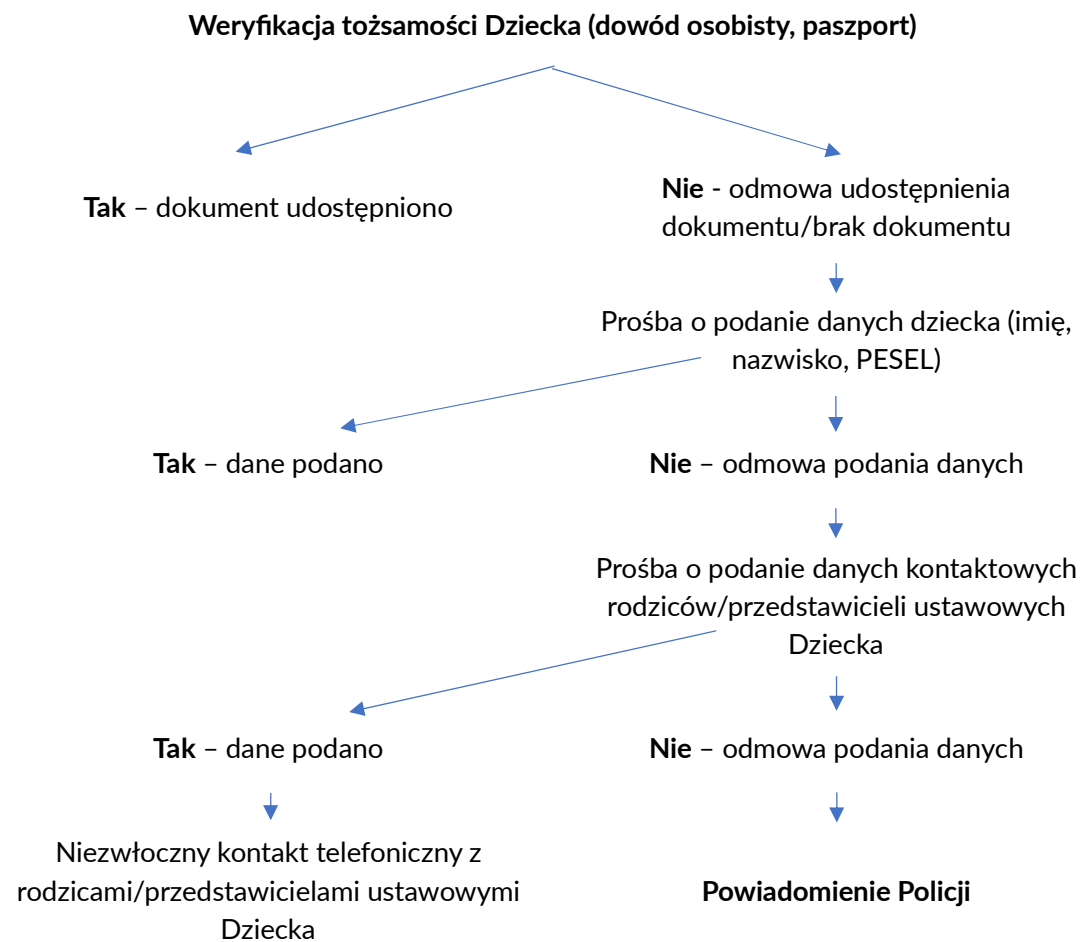 Weryfikacja tożsamości Dziecka (dowód osobisty, paszport)
Tak – dokument udostępniono
Nie - odmowa udostępnienia
dokumentu/brak dokumentu
Prośba o podanie danych dziecka (imię,
nazwisko, PESEL)
Tak – dane podano
Nie – odmowa podania danych
Prośba o podanie danych kontaktowych
rodziców/przedstawicieli ustawowych
Dziecka
Tak – dane podano
Nie – odmowa podania danych
Niezwłoczny kontakt telefoniczny z
rodzicami/przedstawicielami ustawowymi
Dziecka
Powiadomienie Policji